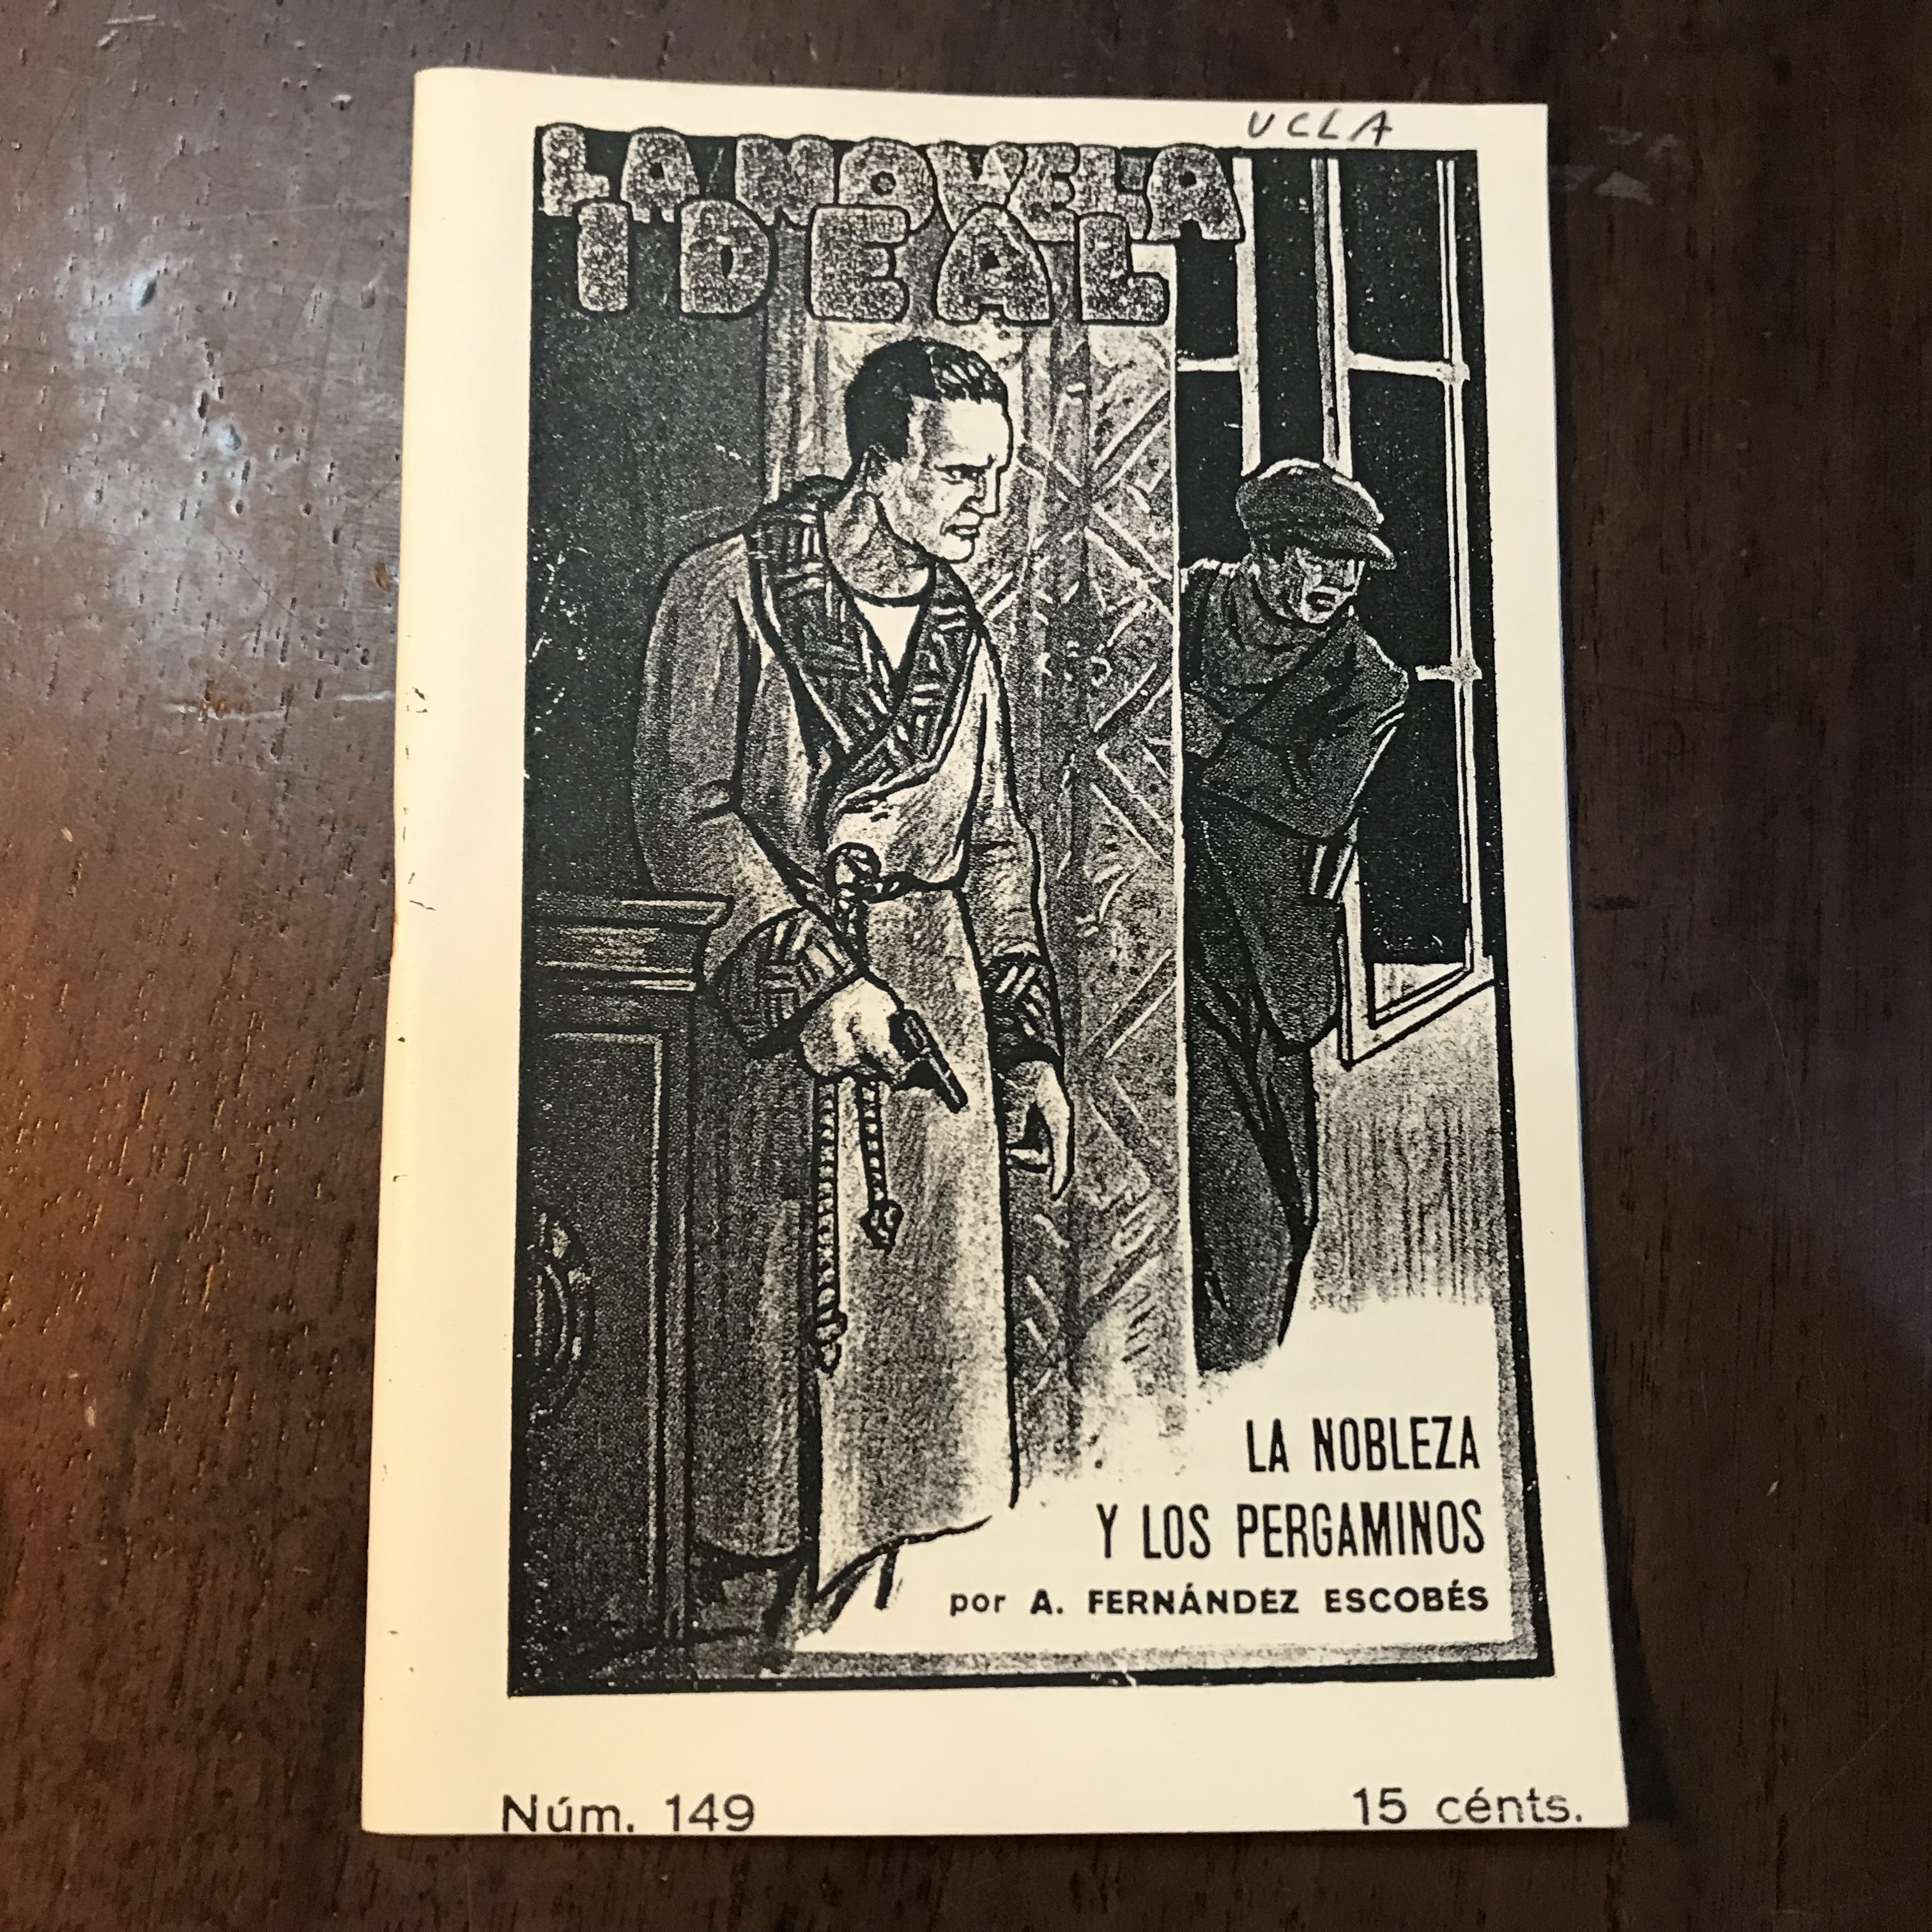 UCLA
LA NOVELA
IDEAL
LA NOBLEZA
Y LOS PERGAMINOS
por A. FERNÁNDEZ ESCOBÉS
Núm. 149
15 cénts.